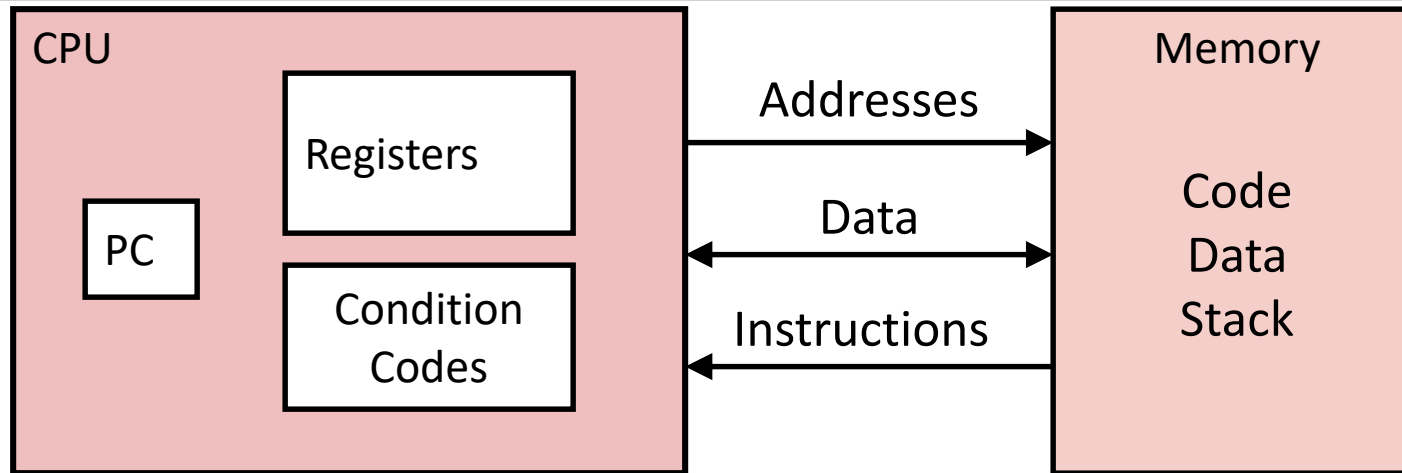 CPU
Registers
PC
Condition
Codes
Addresses
Data
Instructions
Memory
Code
Data
Stack